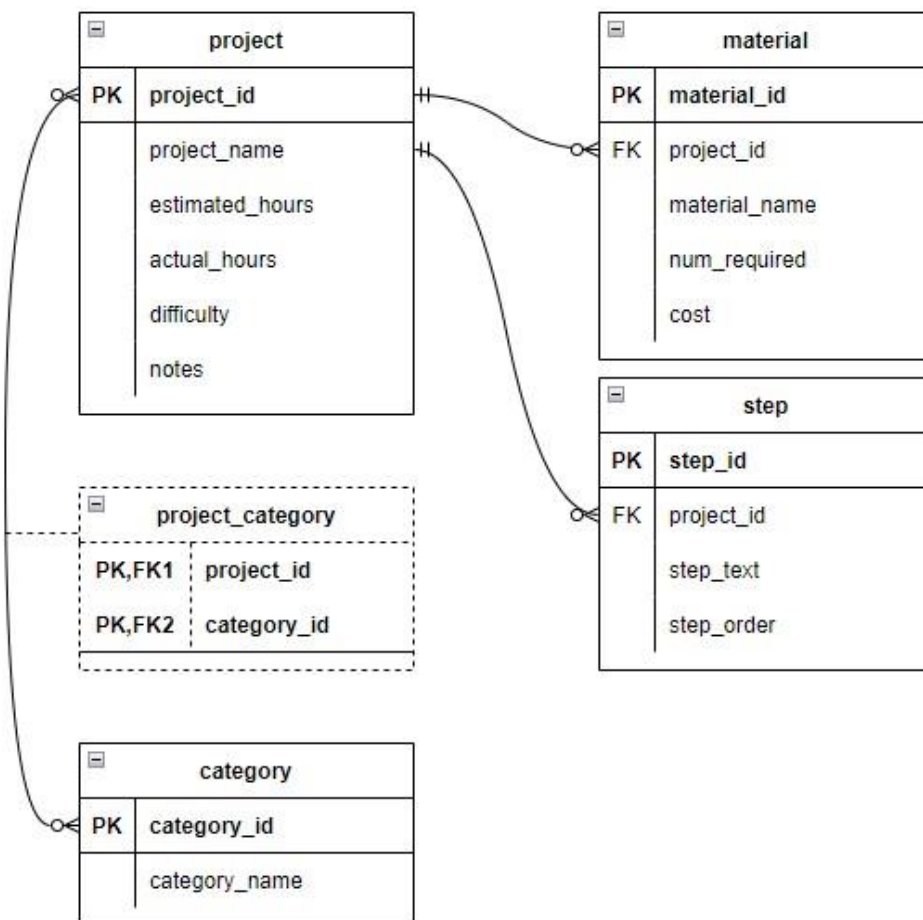 project
PK project_id
project_name
estimated_hours
actual_hours
difficulty
notes
material
PK material_id
FK project_id
material_name
num_required
cost
step
PK step_id
FK project_id
step_text
step_order
project_category
PK,FK1 project_id
PK,FK2 category_id
category
PK category_id
category_name